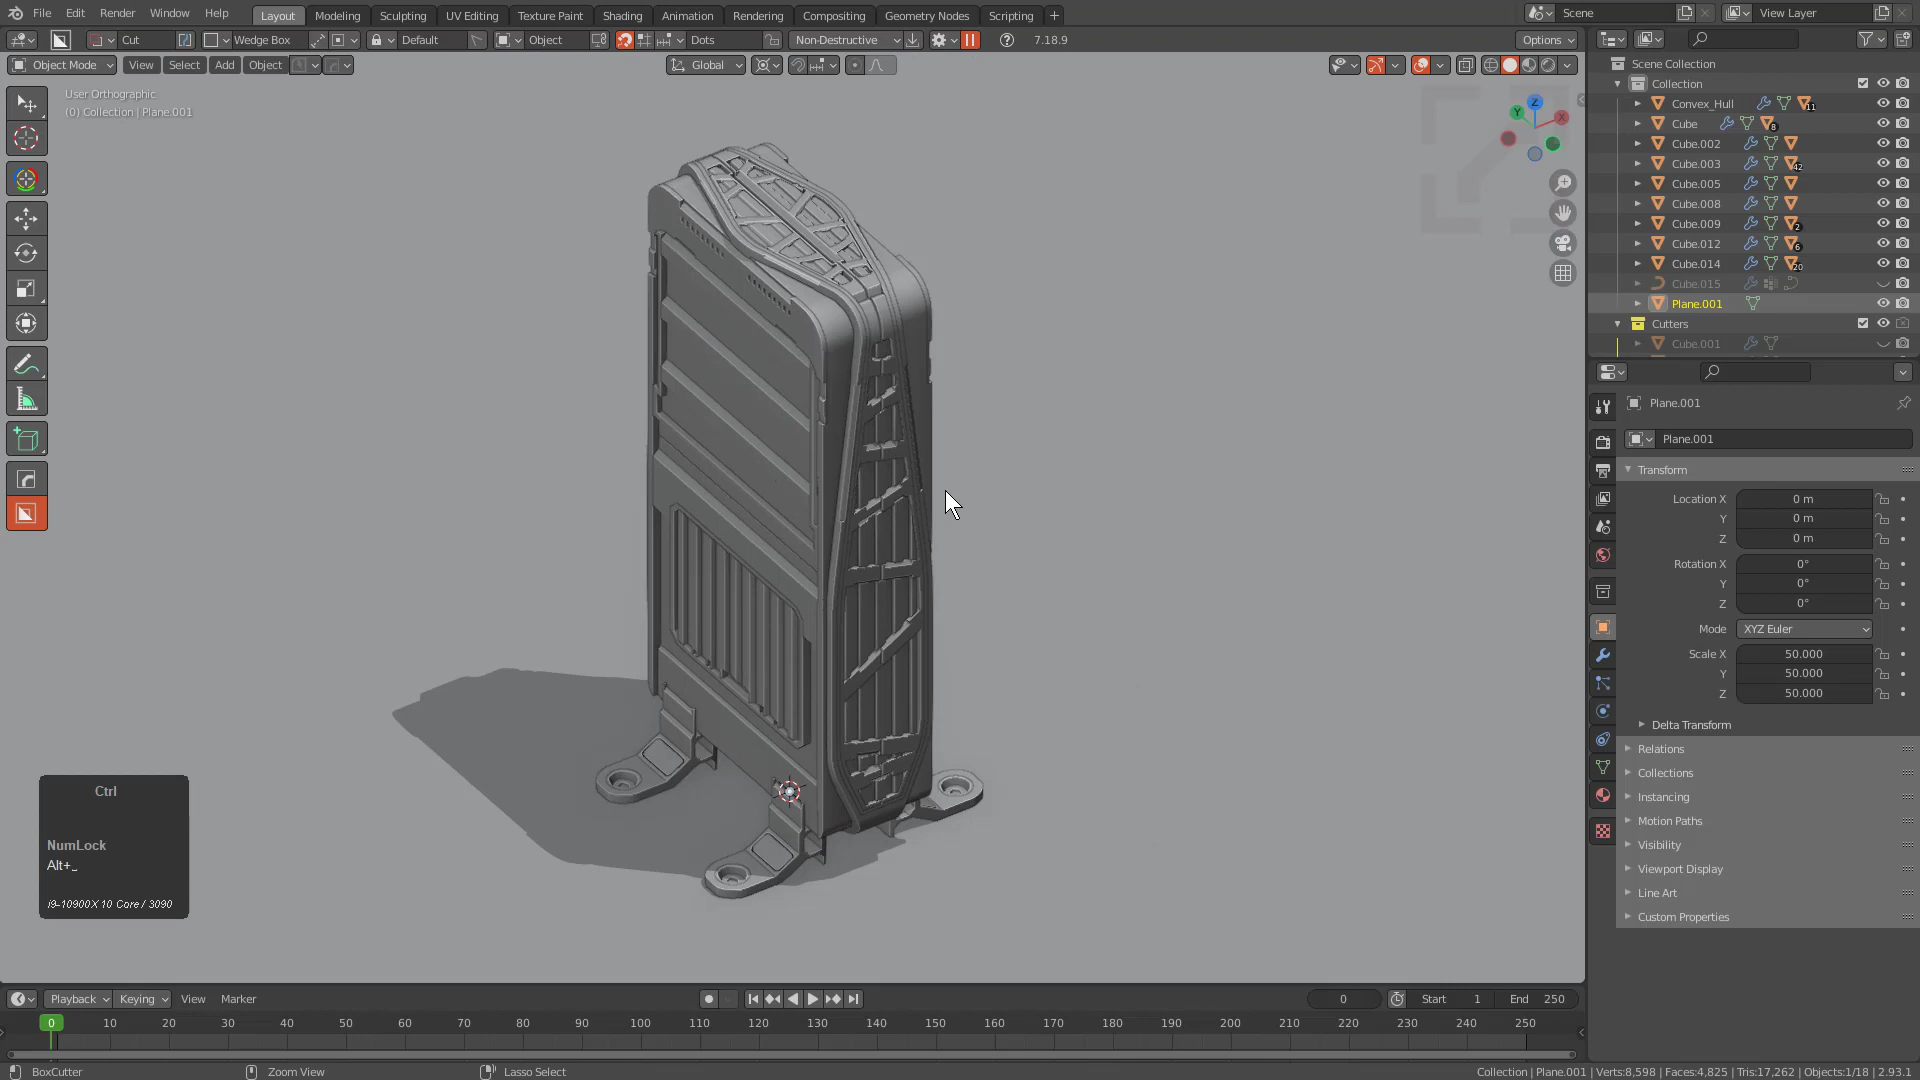 File Edit Render Window Help Layout Modeling Sculpting UV Editing Texture Paint Shading Animation Rendering Compositing Geometry Nodes Scripting + Scene View Layer
Cut Wedge Box Default Object Dots Non-Destructive 7.18.9 Options
Object Mode View Select Add Object Global
User Orthographic
(0) Collection | Plane.001
Z
Y
X
Scene Collection
Collection
Convex_Hull 11
Cube 8
Cube.002
Cube.003 42
Cube.005
Cube.008
Cube.009 2
Cube.012 6
Cube.014 20
Cube.015
Plane.001
Cutters
Cube.001
Plane.001
Plane.001
Transform
Location X 0 m
Y 0 m
Z 0 m
Rotation X 0°
Y 0°
Z 0°
Mode XYZ Euler
Scale X 50.000
Y 50.000
Z 50.000
Delta Transform
Relations
Collections
Instancing
Motion Paths
Visibility
Viewport Display
Line Art
Custom Properties
Ctrl
NumLock
Alt+_
i9-10900X 10 Core / 3090
Playback Keying View Marker 0 Start 1 End 250
0 10 20 30 40 50 60 70 80 90 100 110 120 130 140 150 160 170 180 190 200 210 220 230 240 250
BoxCutter Zoom View Lasso Select Collection | Plane.001 | Verts:8,598 | Faces:4,825 | Tris:17,262 | Objects:1/18 | 2.93.1